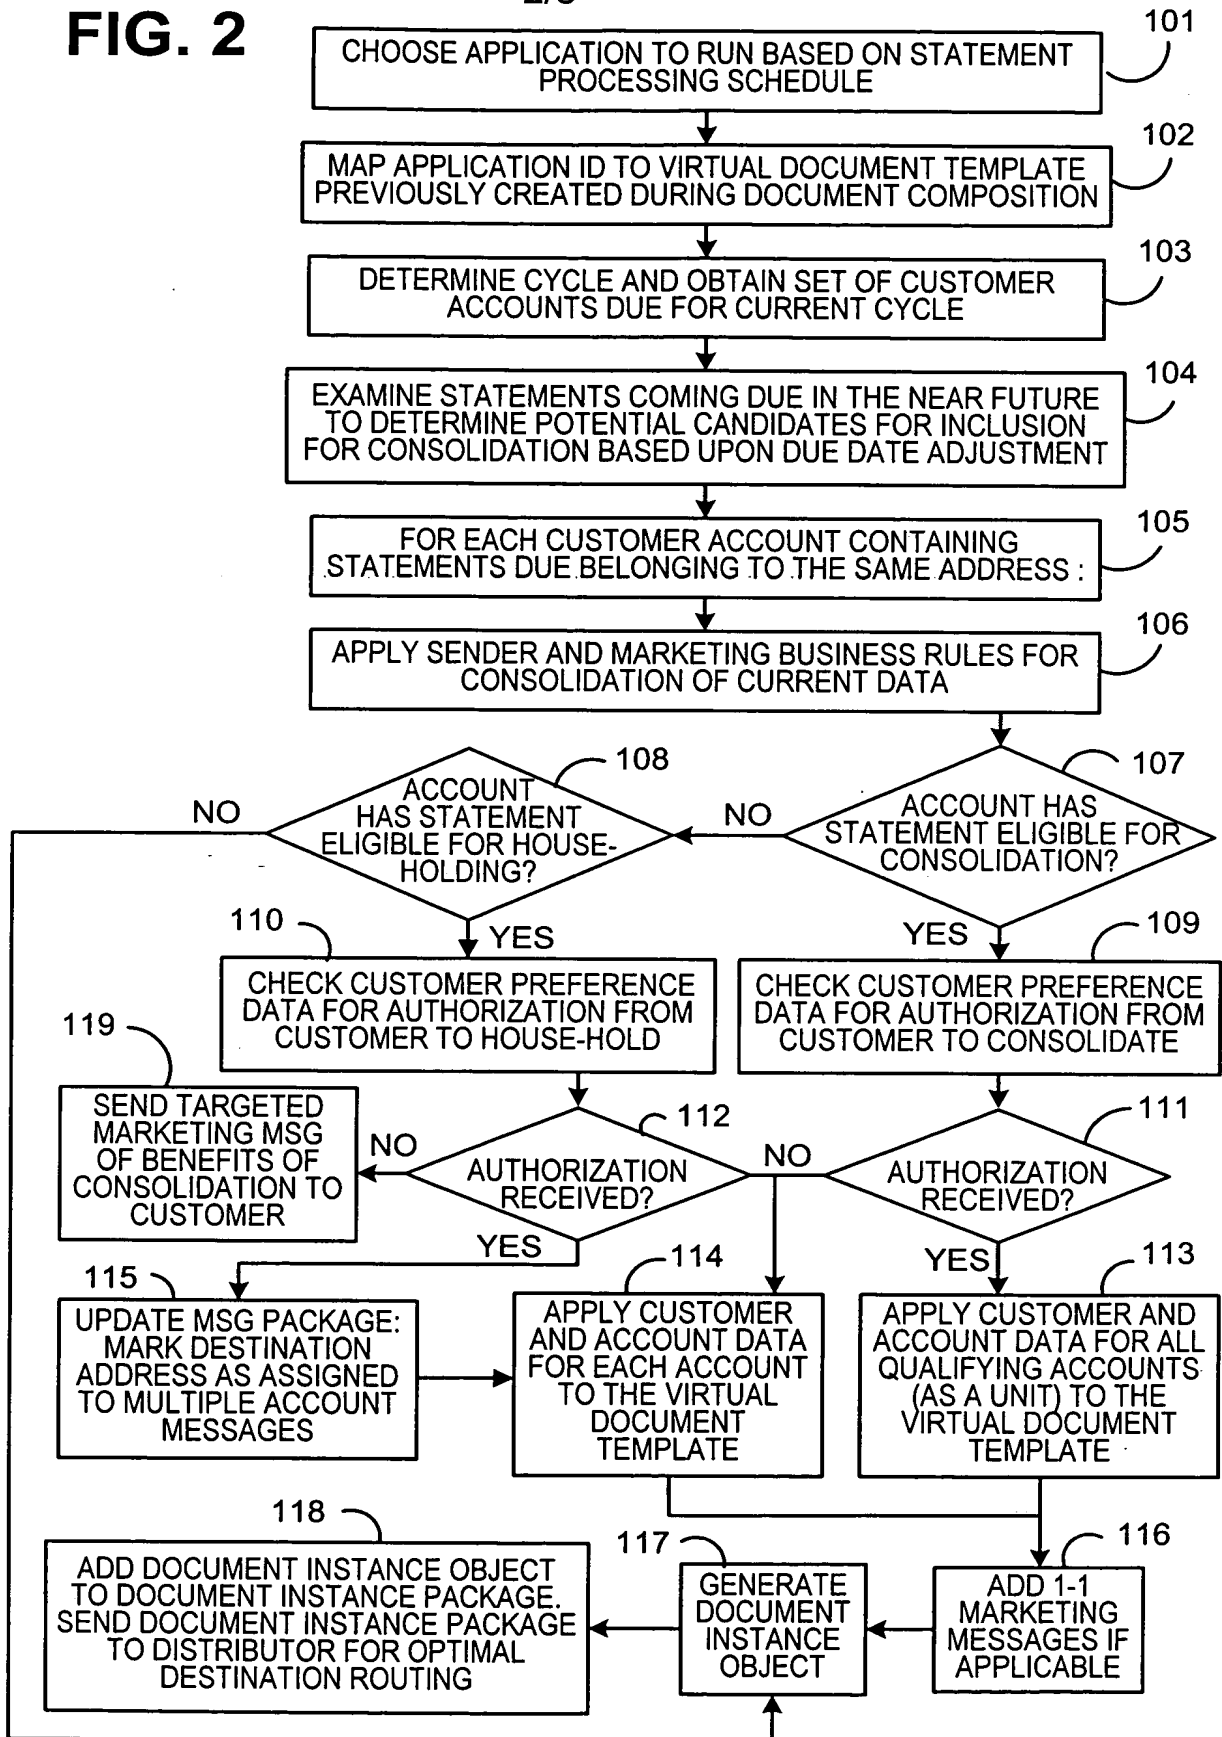 FIG. 2
101
CHOOSE APPLICATION TO RUN BASED ON STATEMENT
PROCESSING SCHEDULE
102
MAP APPLICATION ID TO VIRTUAL DOCUMENT TEMPLATE
PREVIOUSLY CREATED DURING DOCUMENT COMPOSITION
103
DETERMINE CYCLE AND OBTAIN SET OF CUSTOMER
ACCOUNTS DUE FOR CURRENT CYCLE
104
EXAMINE STATEMENTS COMING DUE IN THE NEAR FUTURE
TO DETERMINE POTENTIAL CANDIDATES FOR INCLUSION
FOR CONSOLIDATION BASED UPON DUE DATE ADJUSTMENT
105
FOR EACH CUSTOMER ACCOUNT CONTAINING
STATEMENTS DUE BELONGING TO THE SAME ADDRESS :
106
APPLY SENDER AND MARKETING BUSINESS RULES FOR
CONSOLIDATION OF CURRENT DATA
107
ACCOUNT HAS
STATEMENT ELIGIBLE FOR
CONSOLIDATION?
NO
108
ACCOUNT
HAS STATEMENT
ELIGIBLE FOR HOUSE-
HOLDING?
NO
YES
YES
110
CHECK CUSTOMER PREFERENCE
DATA FOR AUTHORIZATION FROM
CUSTOMER TO HOUSE-HOLD
109
CHECK CUSTOMER PREFERENCE
DATA FOR AUTHORIZATION FROM
CUSTOMER TO CONSOLIDATE
119
SEND TARGETED
MARKETING MSG
OF BENEFITS OF
CONSOLIDATION TO
CUSTOMER
NO
112
AUTHORIZATION
RECEIVED?
NO
111
AUTHORIZATION
RECEIVED?
YES
YES
115
UPDATE MSG PACKAGE:
MARK DESTINATION
ADDRESS AS ASSIGNED
TO MULTIPLE ACCOUNT
MESSAGES
114
APPLY CUSTOMER
AND ACCOUNT DATA
FOR EACH ACCOUNT
TO THE VIRTUAL
DOCUMENT
TEMPLATE
113
APPLY CUSTOMER AND
ACCOUNT DATA FOR ALL
QUALIFYING ACCOUNTS
(AS A UNIT) TO THE
VIRTUAL DOCUMENT
TEMPLATE
118
ADD DOCUMENT INSTANCE OBJECT
TO DOCUMENT INSTANCE PACKAGE.
SEND DOCUMENT INSTANCE PACKAGE
TO DISTRIBUTOR FOR OPTIMAL
DESTINATION ROUTING
117
GENERATE
DOCUMENT
INSTANCE
OBJECT
116
ADD 1-1
MARKETING
MESSAGES IF
APPLICABLE